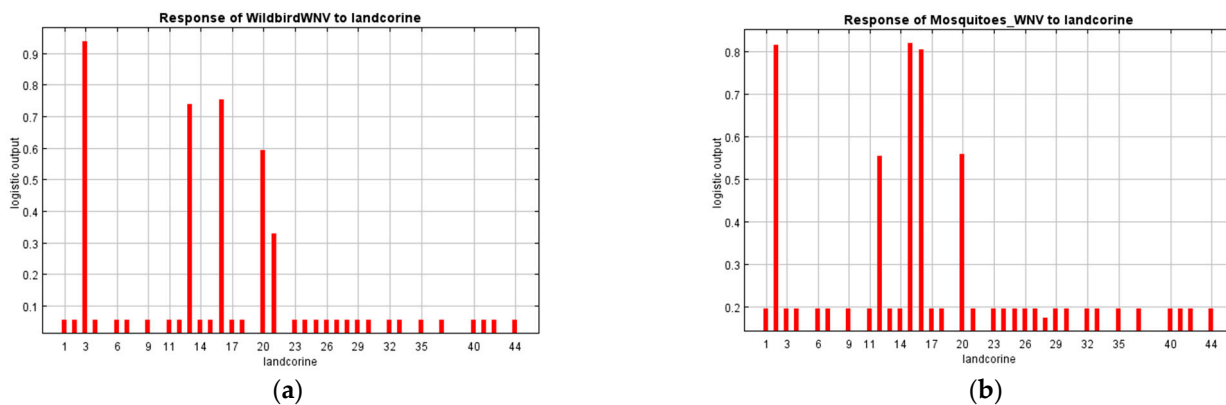 Response of WildbirdWNV to landcorine
0.9
0.8
0.7
0.6
0.5
0.4
0.3
0.2
0.1
logistic output
1 3 6 9 11 14 17 20 23 26 29 32 35 40 44
landcorine
(a)
Response of Mosquitoes_WNV to landcorine
0.8
0.7
0.6
0.5
0.4
0.3
0.2
logistic output
1 3 6 9 11 14 17 20 23 26 29 32 35 40 44
landcorine
(b)